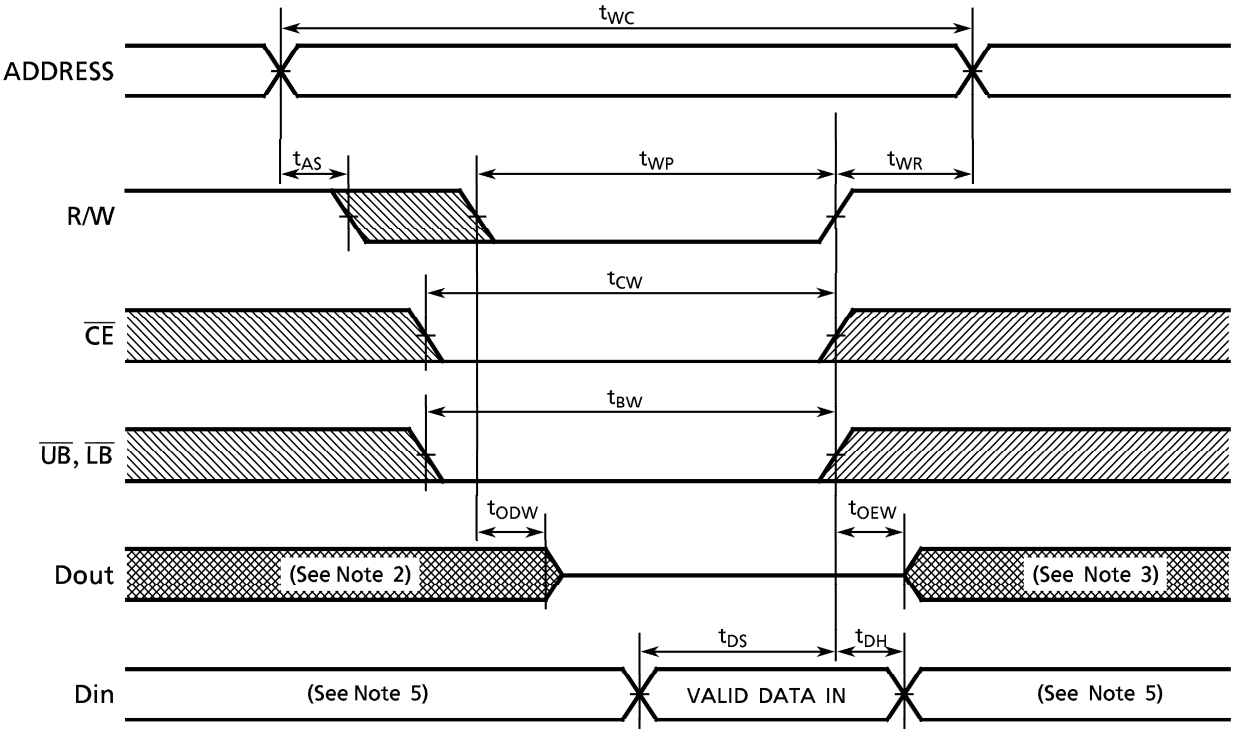 tWC
ADDRESS
tAS
tWP
tWR
R/W
tCW
CE
tBW
UB, LB
tODW
tOEW
Dout
(See Note 2)
(See Note 3)
tDS
tDH
Din
(See Note 5)
VALID DATA IN
(See Note 5)